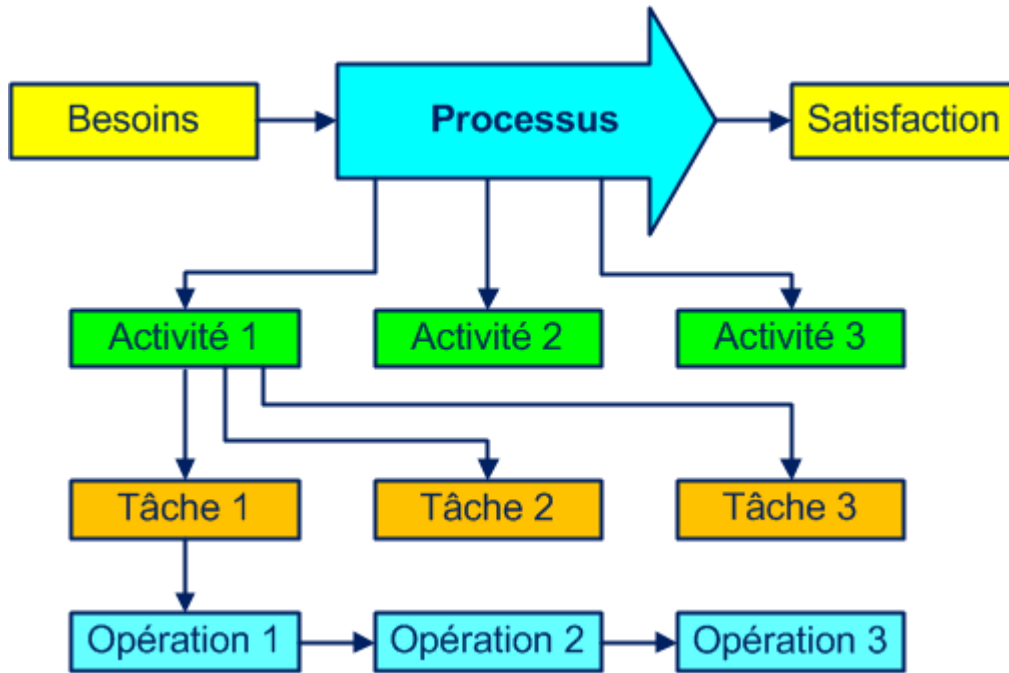 Besoins
Processus
Satisfaction
Activité 1
Activité 2
Activité 3
Tâche 1
Tâche 2
Tâche 3
Opération 1
Opération 2
Opération 3